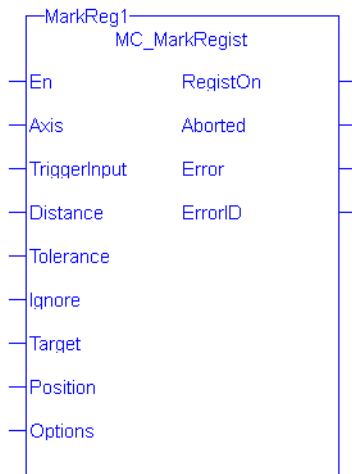 MarkReg1
MC_MarkRegist
En RegistOn
Axis Aborted
TriggerInput Error
Distance ErrorID
Tolerance
Ignore
Target
Position
Options